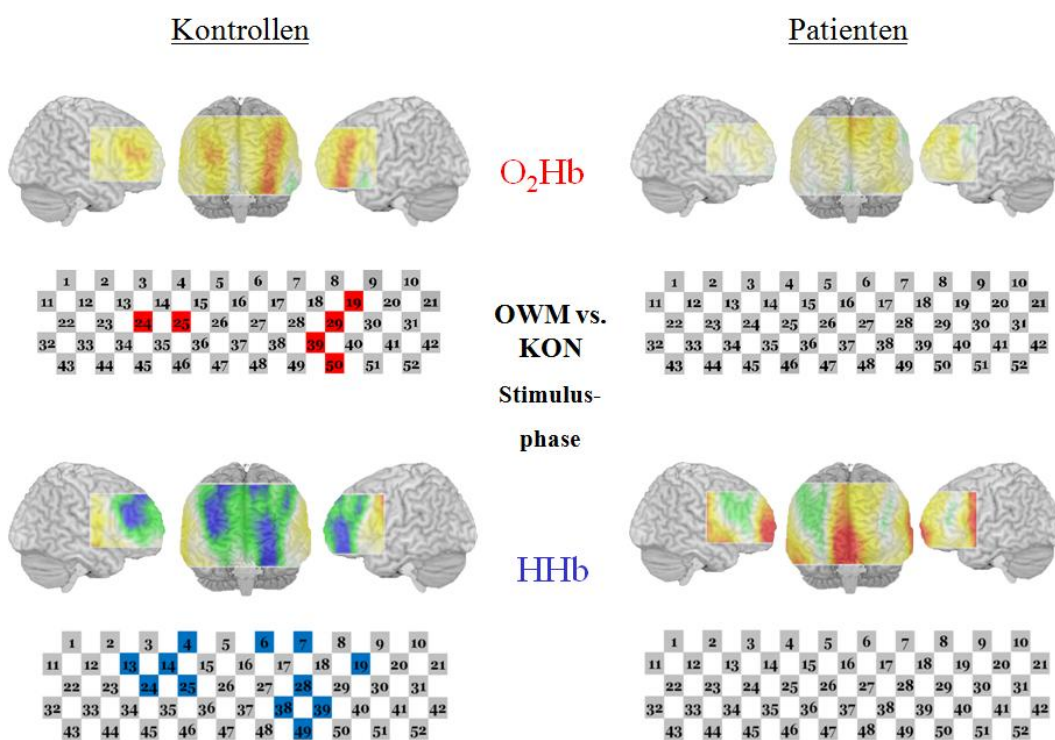 Kontrollen
Patienten
O₂Hb
1 2 3 4 5 6 7 8 9 10
11 12 13 14 15 16 17 18 19 20 21
22 23 24 25 26 27 28 29 30 31
32 33 34 35 36 37 38 39 40 41 42
43 44 45 46 47 48 49 50 51 52
OWM vs.
KON
Stimulus-
phase
1 2 3 4 5 6 7 8 9 10
11 12 13 14 15 16 17 18 19 20 21
22 23 24 25 26 27 28 29 30 31
32 33 34 35 36 37 38 39 40 41 42
43 44 45 46 47 48 49 50 51 52
HHb
1 2 3 4 5 6 7 8 9 10
11 12 13 14 15 16 17 18 19 20 21
22 23 24 25 26 27 28 29 30 31
32 33 34 35 36 37 38 39 40 41 42
43 44 45 46 47 48 49 50 51 52
1 2 3 4 5 6 7 8 9 10
11 12 13 14 15 16 17 18 19 20 21
22 23 24 25 26 27 28 29 30 31
32 33 34 35 36 37 38 39 40 41 42
43 44 45 46 47 48 49 50 51 52